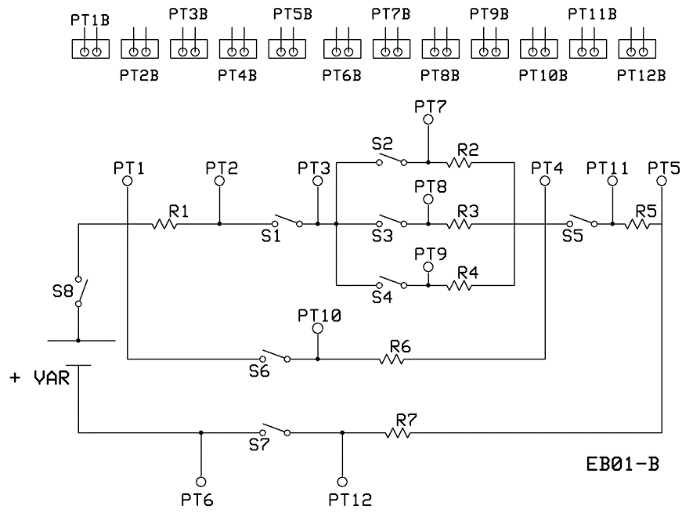 PT1B PT3B PT5B PT7B PT9B PT11B
PT2B PT4B PT6B PT8B PT10B PT12B
PT7
S2 R2
PT1 PT2 PT3 PT8 PT4 PT11 PT5
R1 S1 S3 R3 S5 R5
PT9
S8 S4 R4
PT10
S6 R6
+ VAR
S7 R7
EB01-B
PT6 PT12